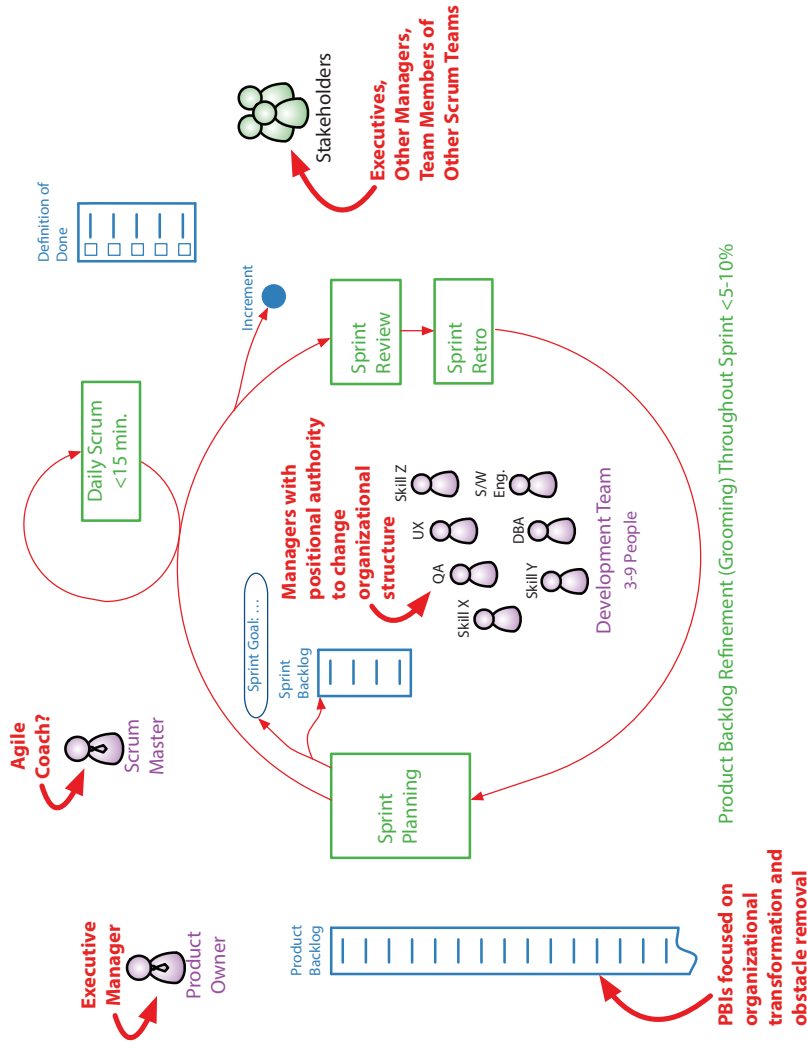 Executive
Manager
Product
Owner
Agile
Coach?
Scrum
Master
Daily Scrum
<15 min.
Definition of
Done
Product
Backlog
Sprint Goal: ...
Sprint
Backlog
Increment
Sprint
Planning
Managers with
positional authority
to change
organizational
structure
Skill X
QA
UX
Skill Z
Skill Y
DBA
S/W
Eng.
Development Team
3-9 People
Sprint
Review
Sprint
Retro
Stakeholders
Executives,
Other Managers,
Team Members of
Other Scrum Teams
PBIs focused on
organizational
transformation and
obstacle removal
Product Backlog Refinement (Grooming) Throughout Sprint <5-10%